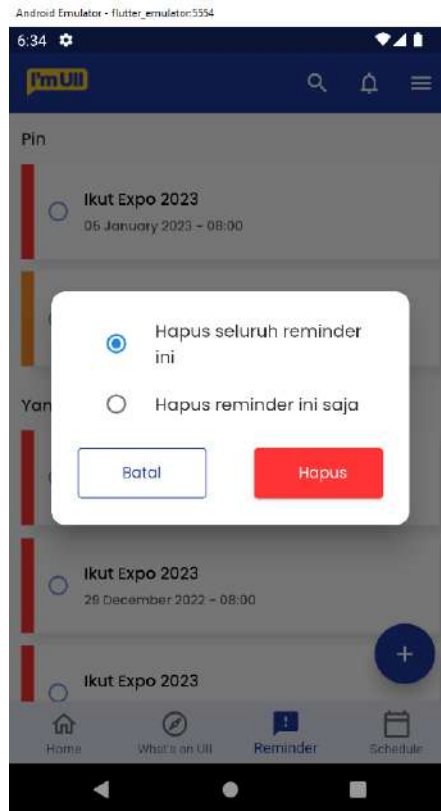 Android Emulator - flutter_emulator:5554
6:34
I'm UII
Pin
Ikut Expo 2023
05 January 2023 - 08:00
Hapus seluruh reminder
ini
Hapus reminder ini saja
Yan
Batal
Hapus
Ikut Expo 2023
29 December 2022 - 08:00
Ikut Expo 2023
+
Home
What's on UII
Reminder
Schedule